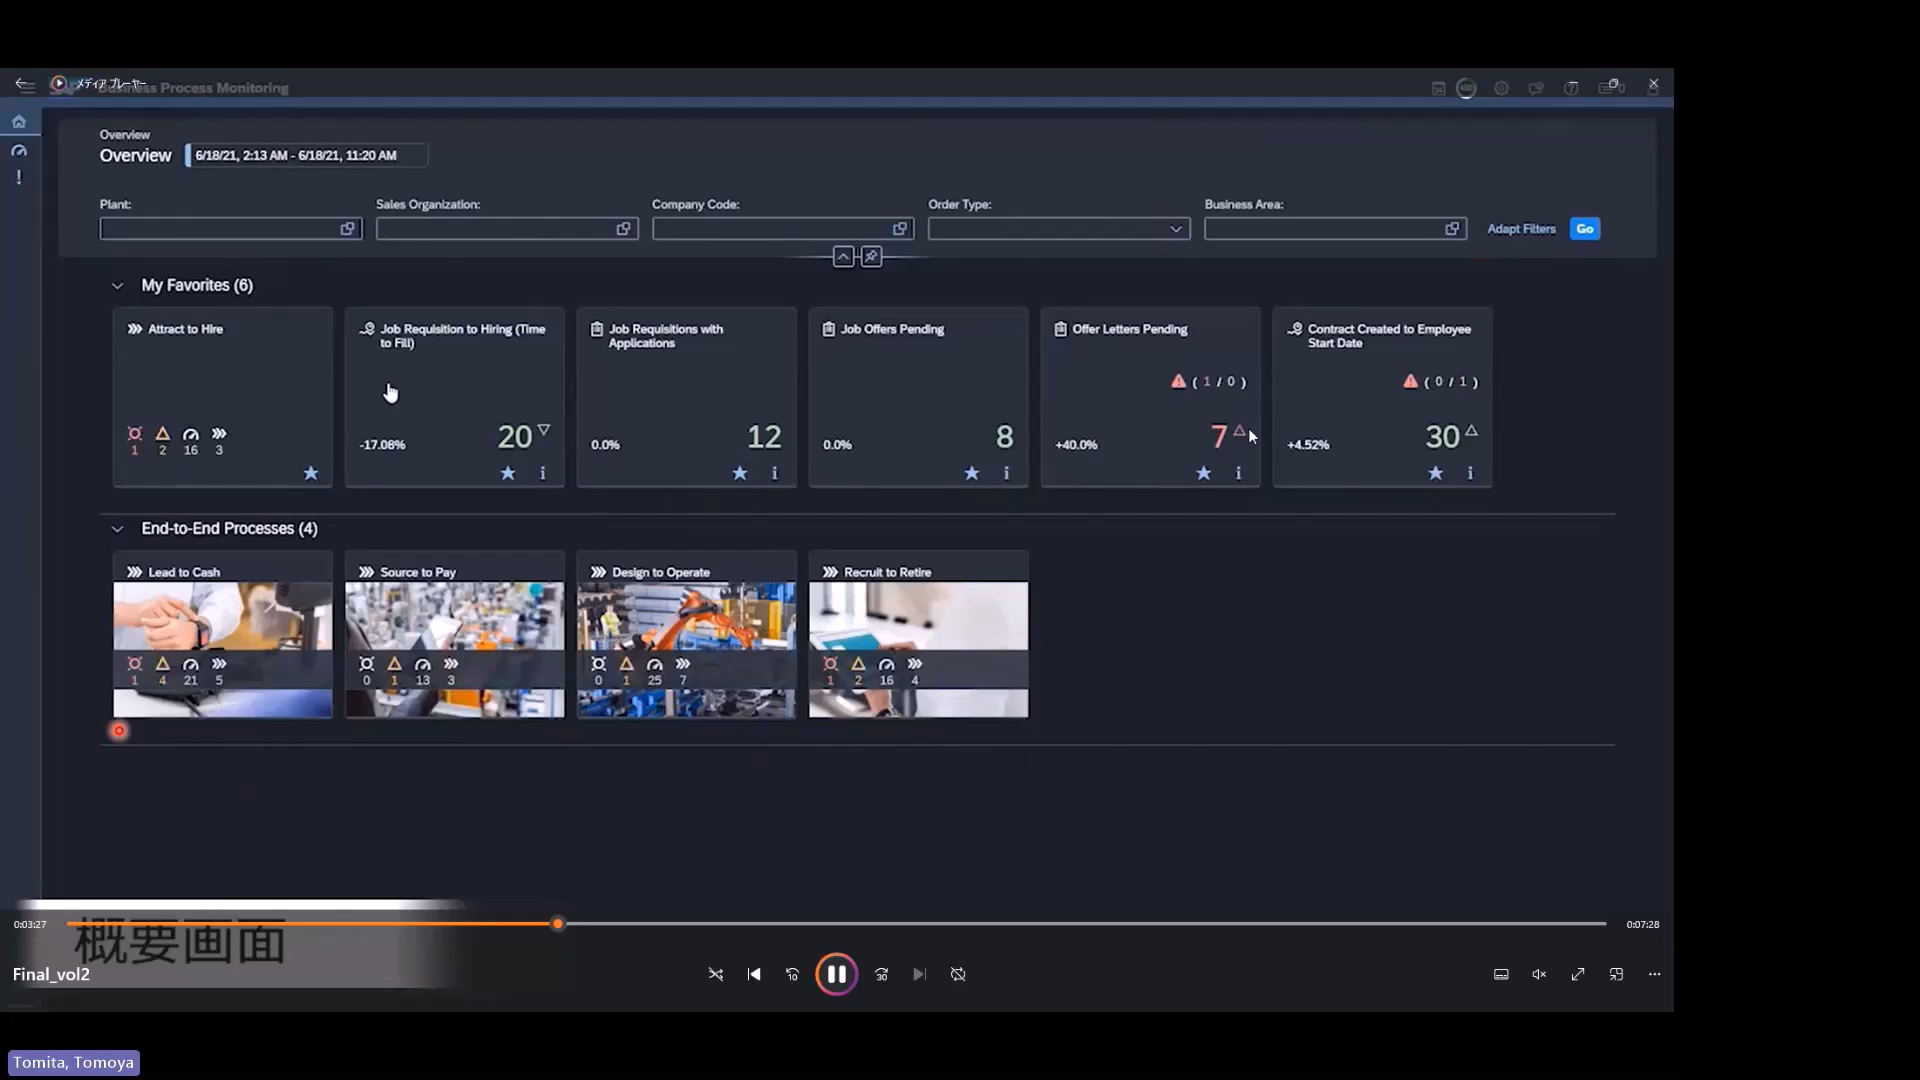 メディア プレーヤー
Business Process Monitoring
Overview
Overview
6/18/21, 2:13 AM - 6/18/21, 11:20 AM
Plant:
Sales Organization:
Company Code:
Order Type:
Business Area:
Adapt Filters
Go
My Favorites (6)
Attract to Hire
1 2 16 3
Job Requisition to Hiring (Time
to Fill)
-17.08%
20
Job Requisitions with
Applications
0.0%
12
Job Offers Pending
0.0%
8
Offer Letters Pending
( 1 / 0 )
+40.0%
7
Contract Created to Employee
Start Date
( 0 / 1 )
+4.52%
30
End-to-End Processes (4)
Lead to Cash
1 4 21 5
Source to Pay
0 1 13 3
Design to Operate
0 1 25 7
Recruit to Retire
1 2 16 4
0:03:27
0:07:28
概要画面
Final_vol2
10
30
Tomita, Tomoya